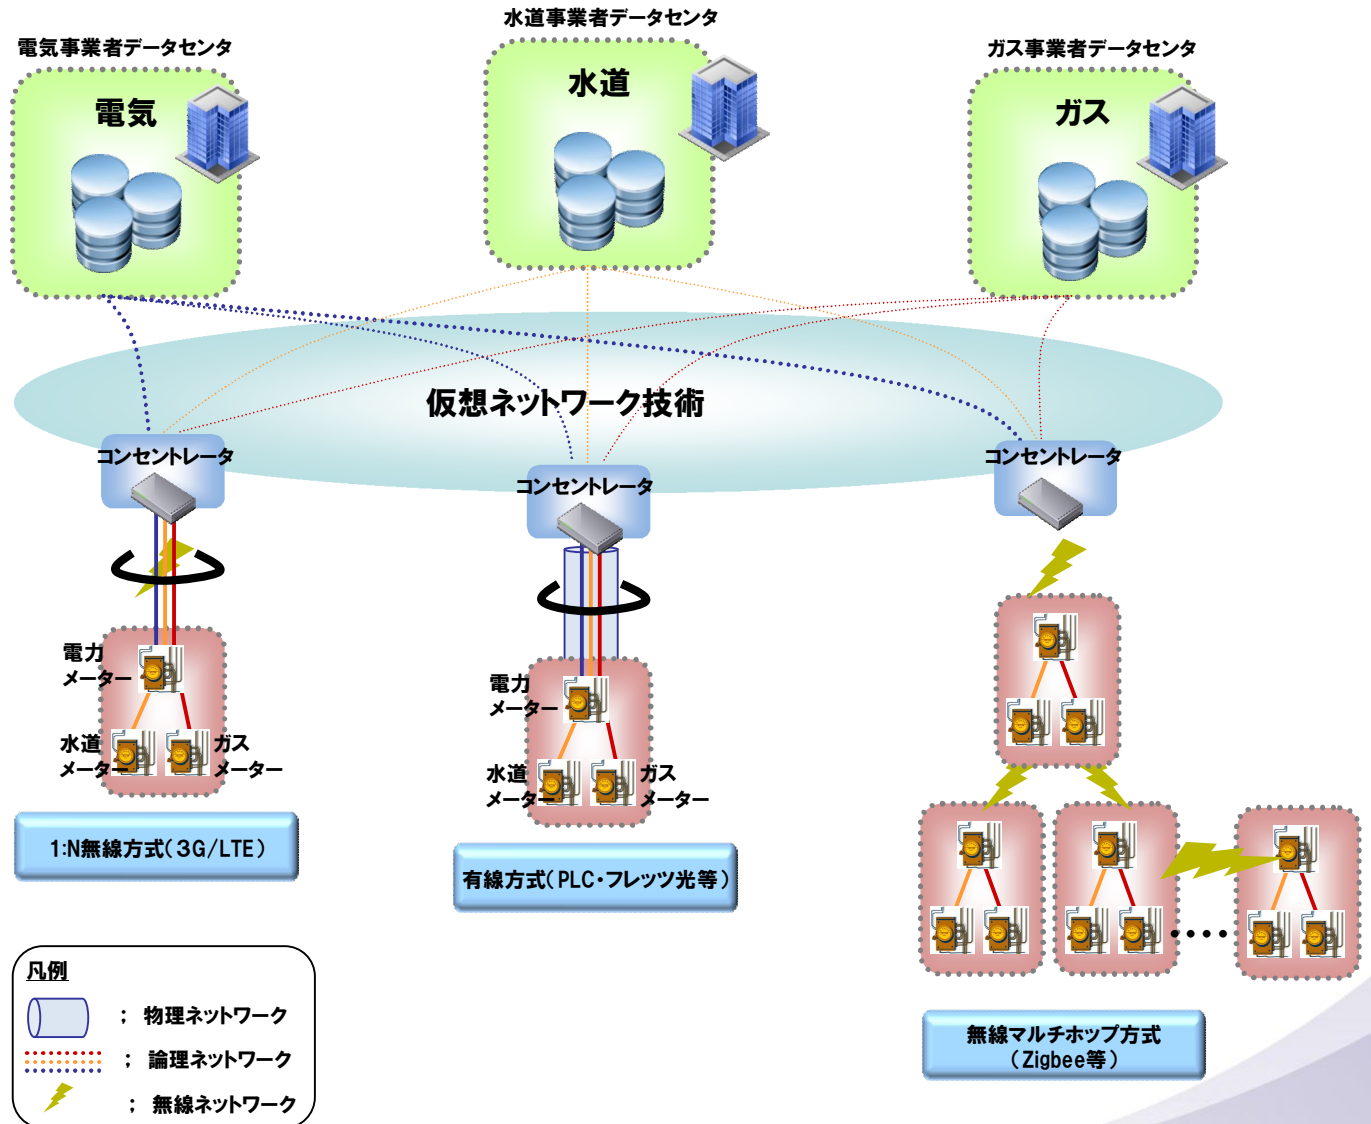 電気事業者データセンタ
水道事業者データセンタ
ガス事業者データセンタ
電気
水道
ガス
仮想ネットワーク技術
コンセントレータ
コンセントレータ
コンセントレータ
電力
メーター
水道
メーター
ガス
メーター
電力
メーター
水道
メーター
ガス
メーター
1:N無線方式(3G/LTE)
有線方式(PLC・フレッツ光等)
・・・・
無線マルチホップ方式
(Zigbee等)
凡例
; 物理ネットワーク
; 論理ネットワーク
; 無線ネットワーク